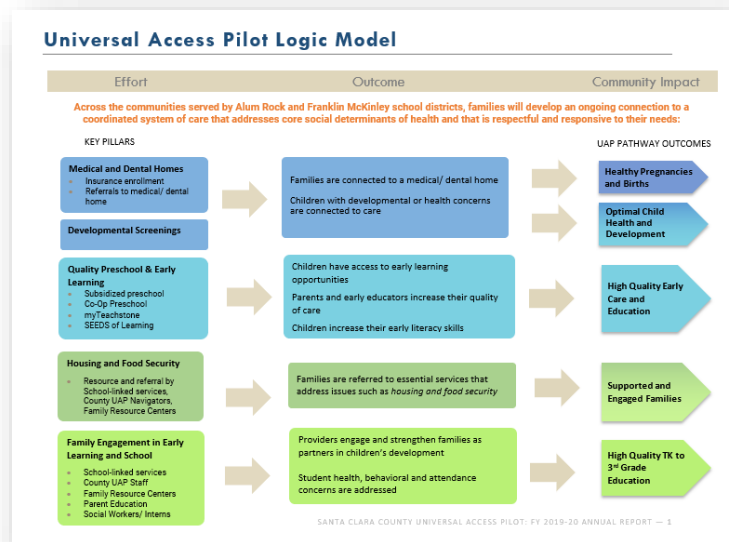 Universal Access Pilot Logic Model
Effort
Outcome
Community Impact
Across the communities served by Alum Rock and Franklin McKinley school districts, families will develop an ongoing connection to a
coordinated system of care that addresses core social determinants of health and that is respectful and responsive to their needs:
KEY PILLARS
UAP PATHWAY OUTCOMES
Medical and Dental Homes
Insurance enrollment
Referrals to medical/ dental
home
Developmental Screenings
Families are connected to a medical/ dental home
Children with developmental or health concerns
are connected to care
Healthy Pregnancies
and Births
Optimal Child
Health and
Development
Quality Preschool & Early
Learning
Subsidized preschool
Co-Op Preschool
myTeachstone
SEEDS of Learning
Children have access to early learning
opportunities
Parents and early educators increase their quality
of care
Children increase their early literacy skills
High Quality Early
Care and
Education
Housing and Food Security
Resource and referral by
School-linked services,
County UAP Navigators,
Family Resource Centers
Families are referred to essential services that
address issues such as housing and food security
Supported and
Engaged Families
Family Engagement in Early
Learning and School
School-linked services
County UAP Staff
Family Resource Centers
Parent Education
Social Workers/ Interns
Providers engage and strengthen families as
partners in children's development
Student health, behavioral and attendance
concerns are addressed
High Quality TK to
3rd Grade
Education
SANTA CLARA COUNTY UNIVERSAL ACCESS PILOT: FY 2019-20 ANNUAL REPORT — 1